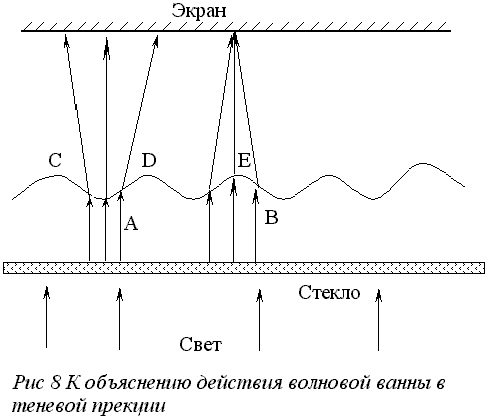 Экран
C
D
E
A
B
Стекло
Свет
Рис 8 К объяснению действия волновой ванны в
теневой прекции